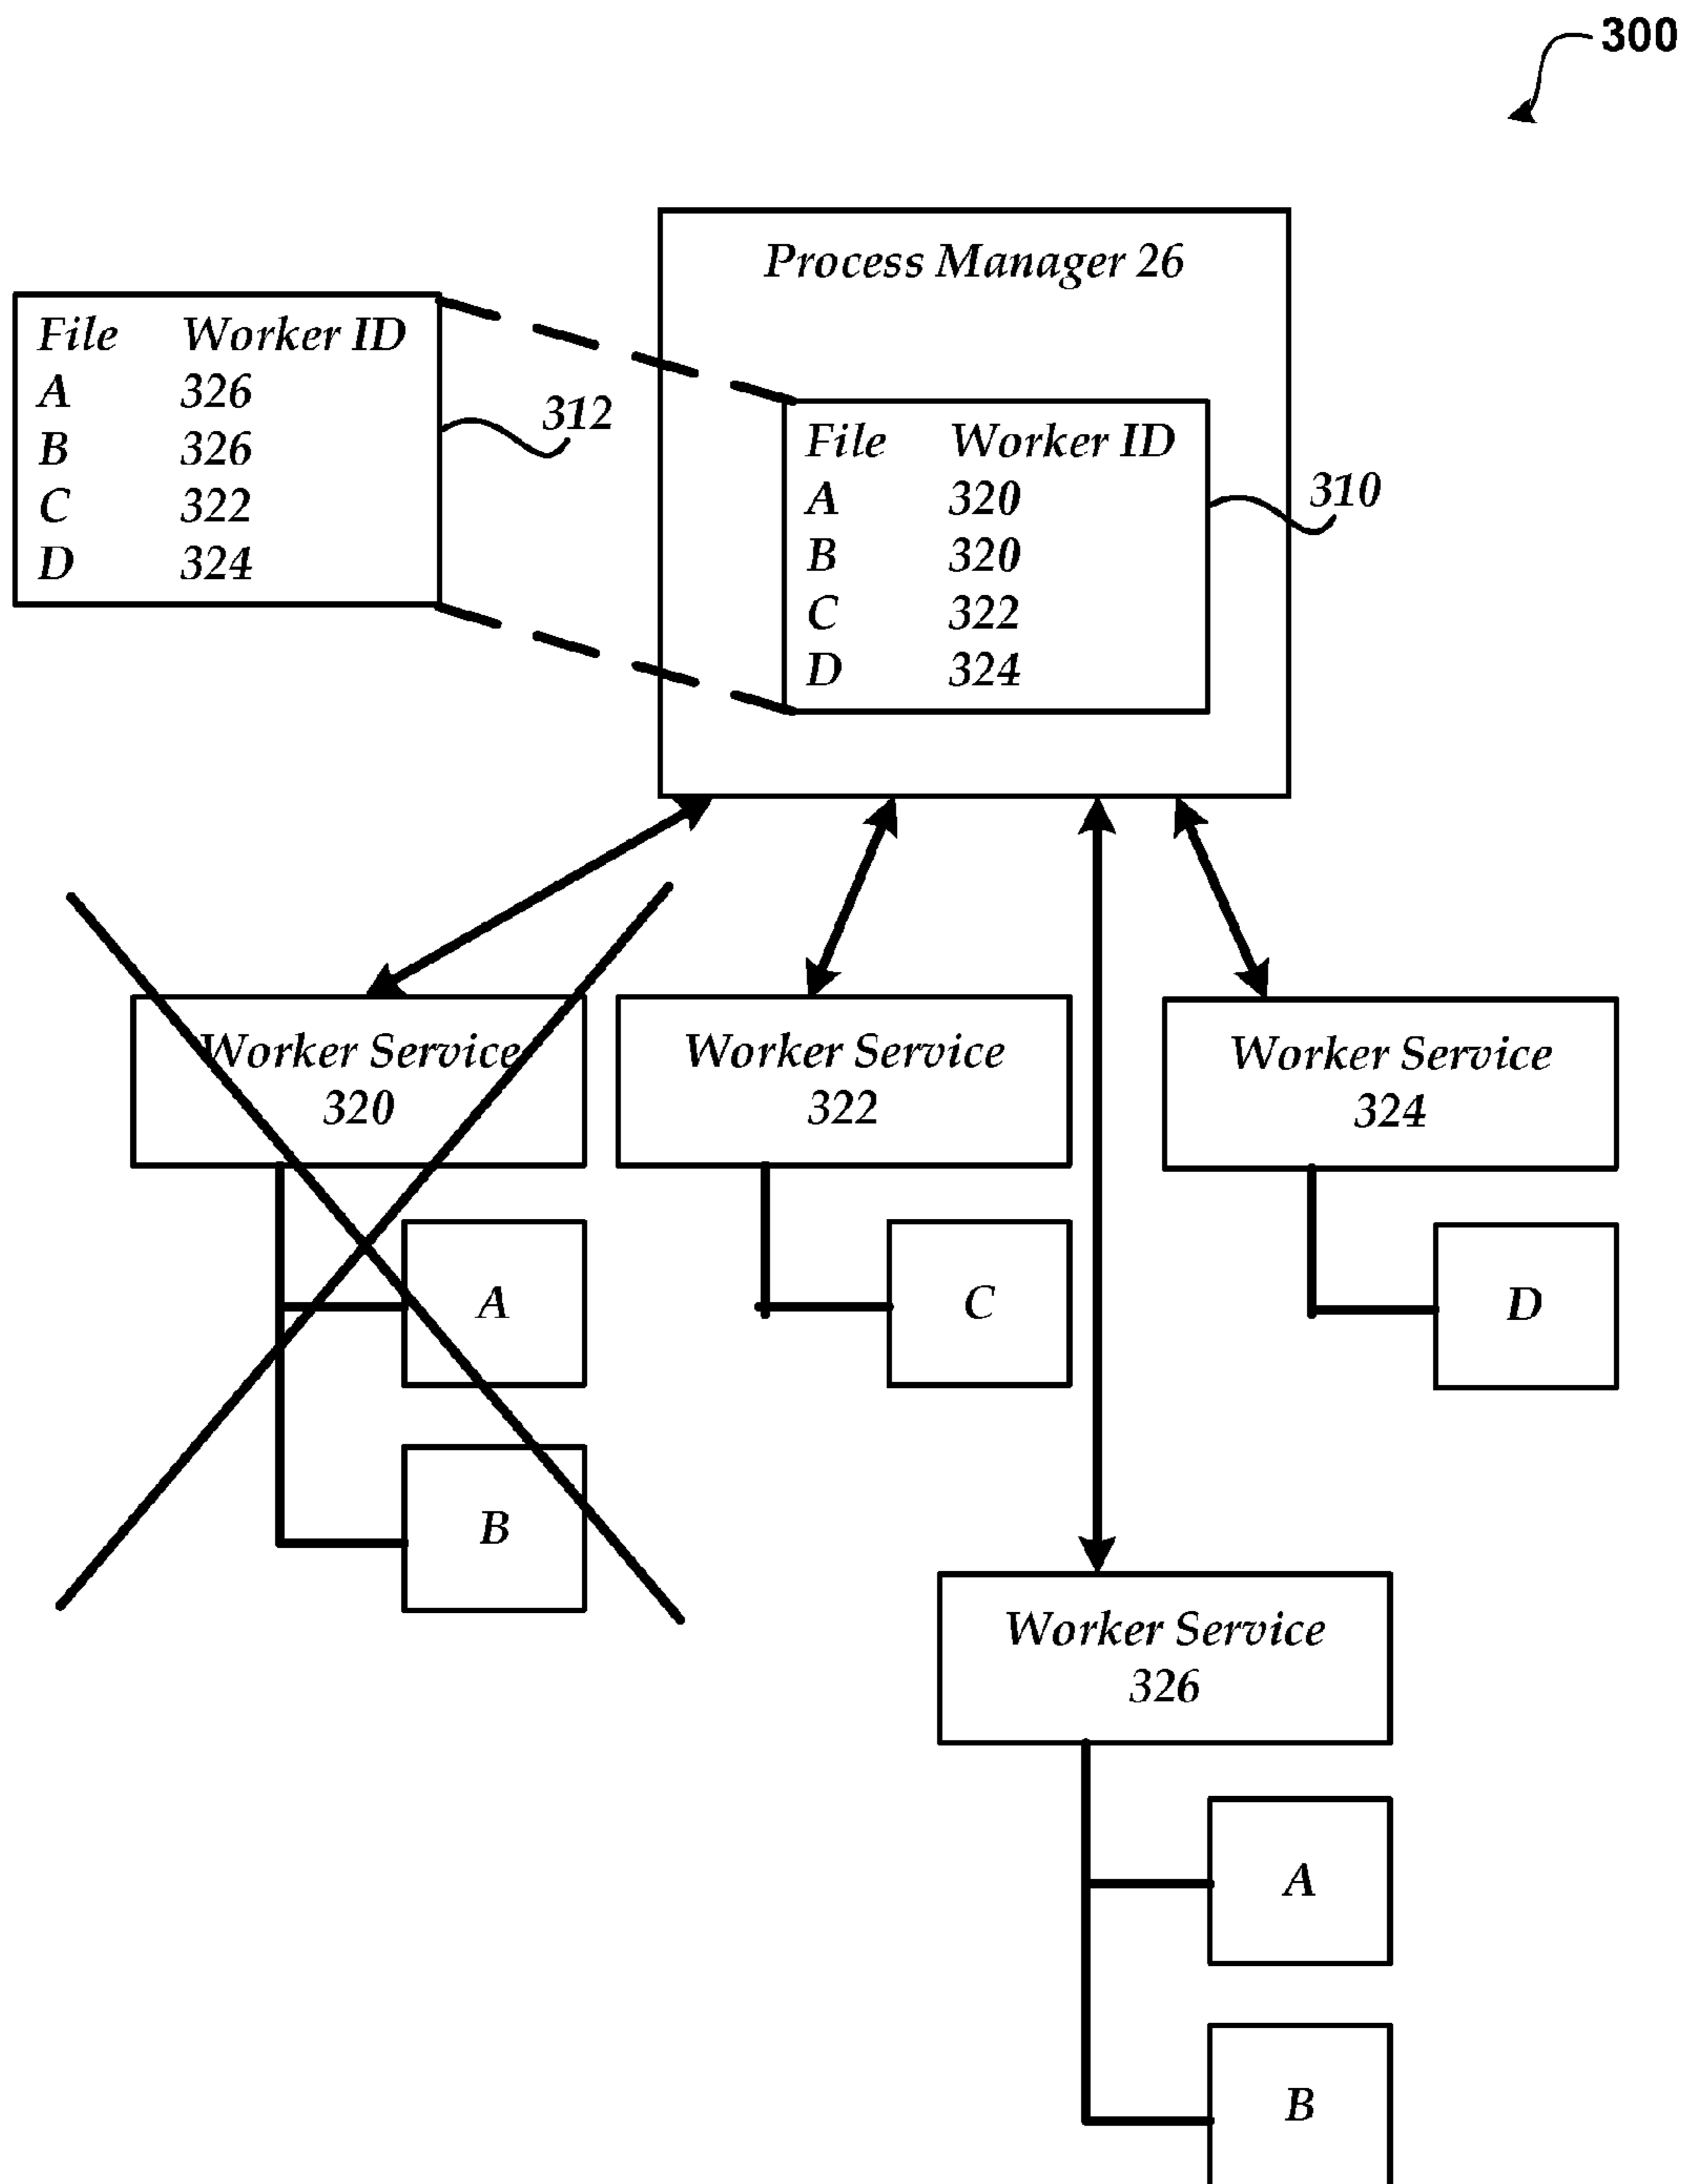 300
Process Manager 26
File Worker ID
A 326
B 326
C 322
D 324
312
File Worker ID
A 320
B 320
C 322
D 324
310
Worker Service
320
A
B
Worker Service
322
C
Worker Service
324
D
Worker Service
326
A
B